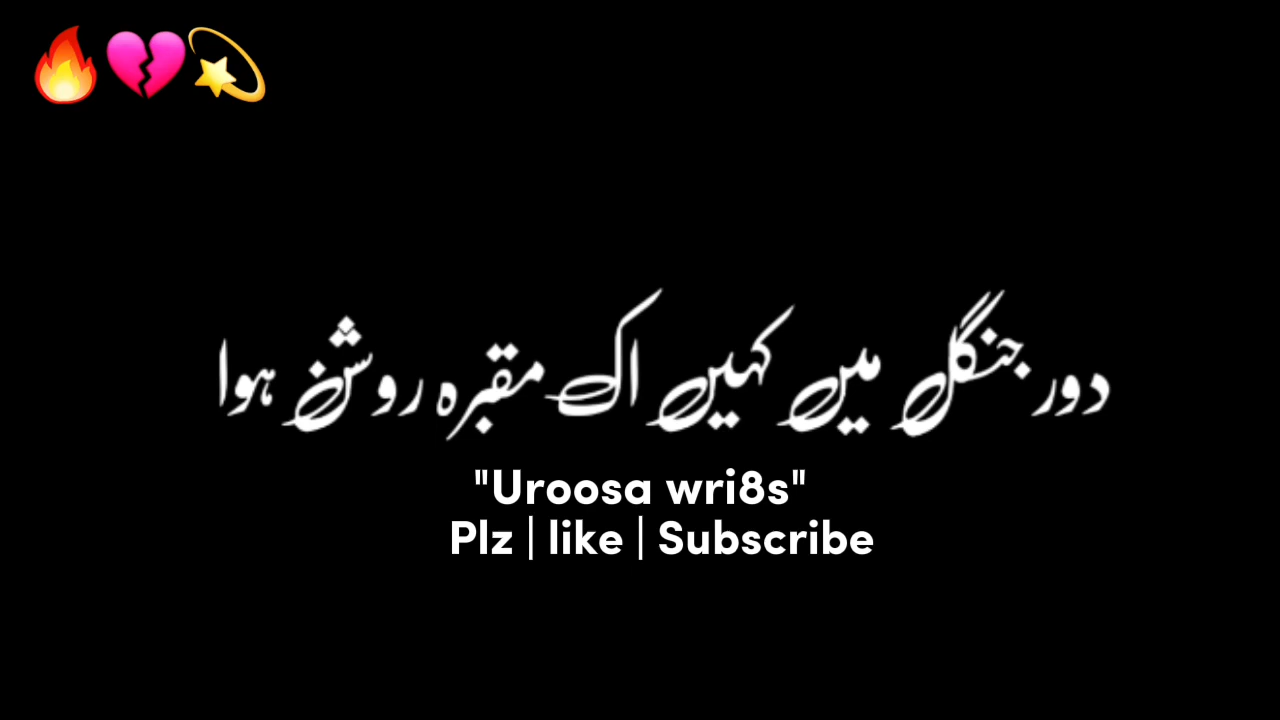 🔥💔💫
دور جنگل میں کہیں اک مقبرہ روشن ہوا
"Uroosa wri8s"
Plz | like | Subscribe